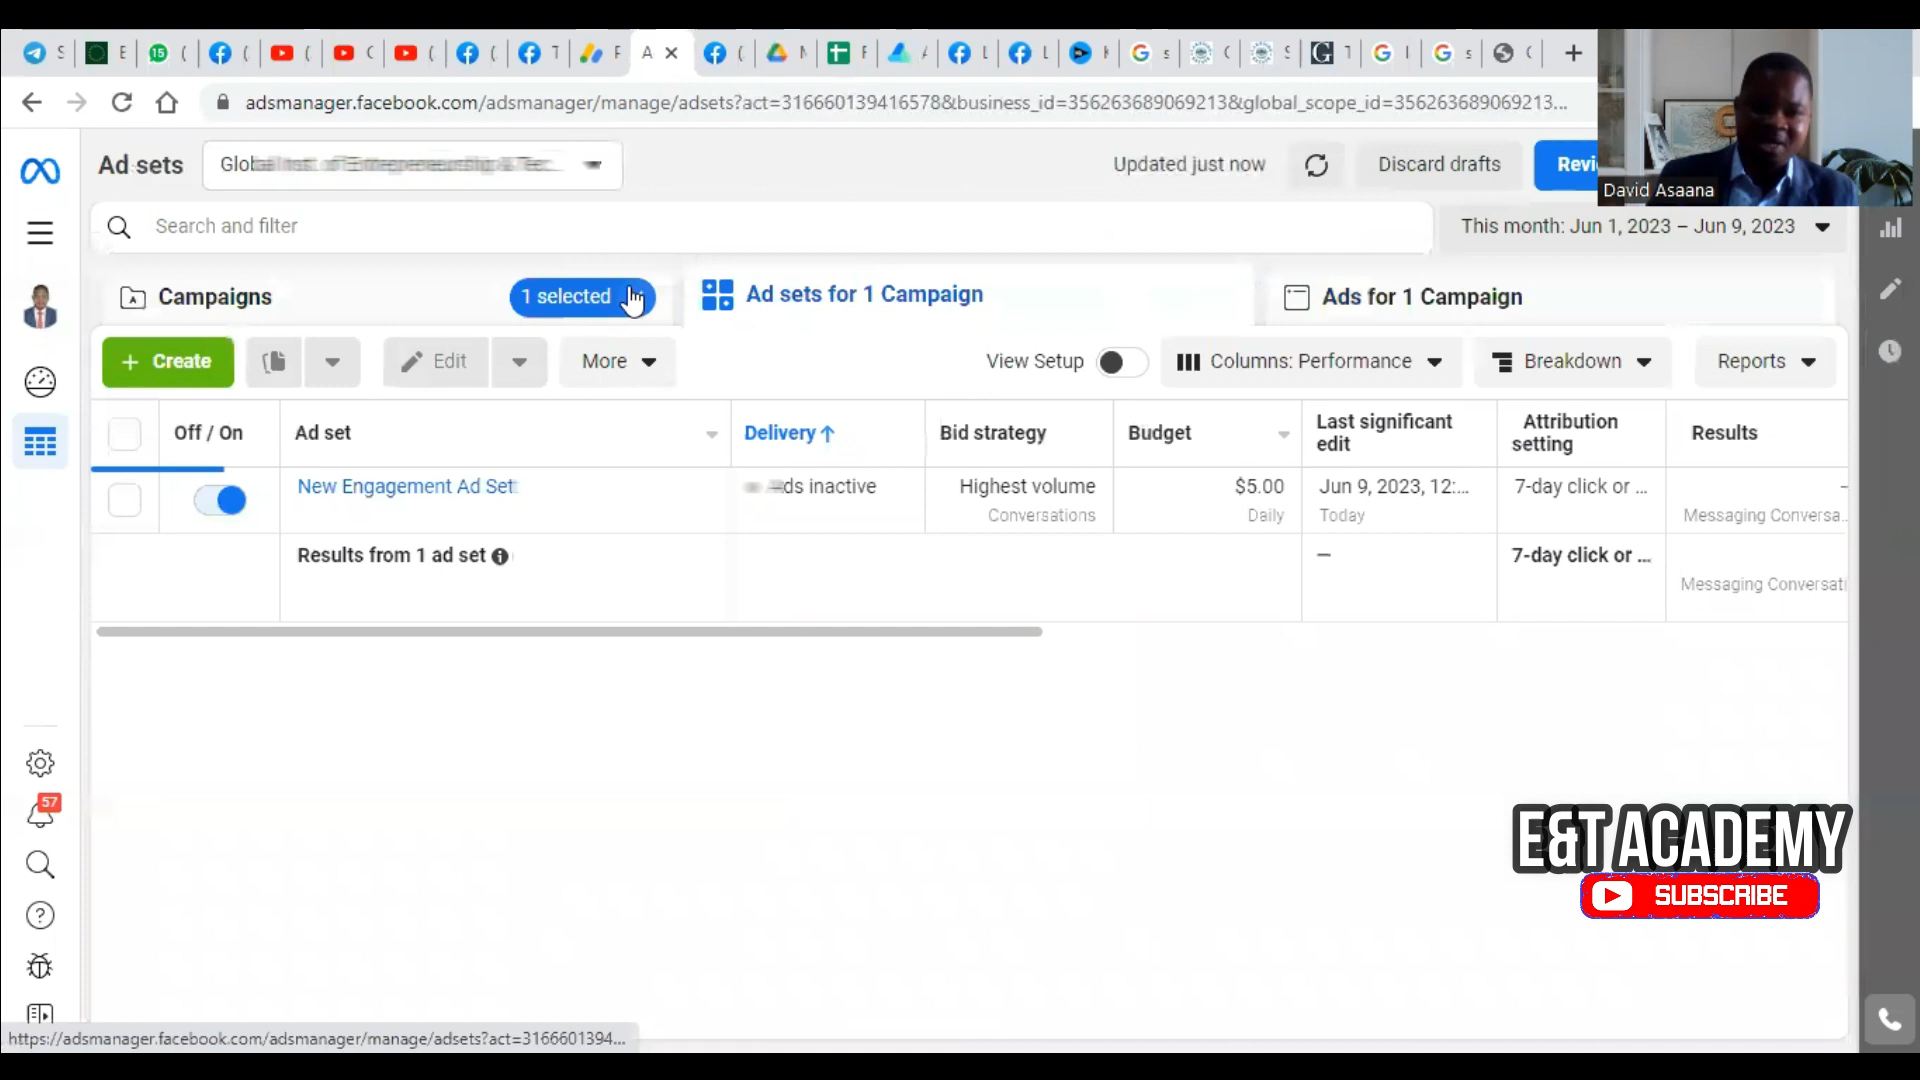 S
E
15
(
(
(
C
(
(
T
F
A
(
M
F
A
L
L
K
s
C
S
G T
I
s
C
adsmanager.facebook.com/adsmanager/manage/adsets?act=316660139416578&business_id=356263689069213&global_scope_id=356263689069213...
Ad sets
Updated just now
Discard drafts
Revi
David Asaana
Search and filter
This month: Jun 1, 2023 – Jun 9, 2023
Campaigns
1 selected
Ad sets for 1 Campaign
Ads for 1 Campaign
+ Create
Edit
More
View Setup
Columns: Performance
Breakdown
Reports
Off / On
Ad set
Delivery↑
Bid strategy
Budget
Last significant
edit
Attribution
setting
Results
New Engagement Ad Set
inactive
Highest volume
Conversations
$5.00
Daily
Jun 9, 2023, 12:...
Today
7-day click or ...
—
Messaging Conversa...
Results from 1 ad set
—
7-day click or ...
Messaging Conversati
57
E&T ACADEMY
SUBSCRIBE
https://adsmanager.facebook.com/adsmanager/manage/adsets?act=3166601394...